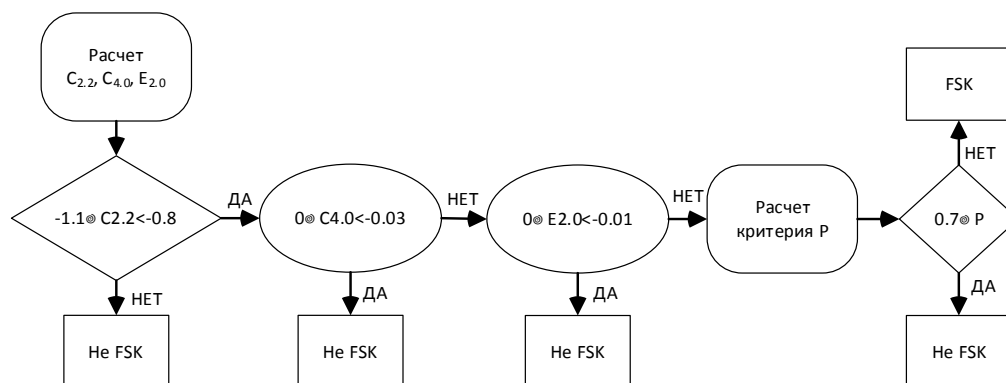 Расчет
C2.2, C4.0, E2.0
FSK
НЕТ
ДА
НЕТ
НЕТ
-1.1⌾ C2.2<-0.8
0⌾ C4.0<-0.03
0⌾ E2.0<-0.01
Расчет
критерия P
0.7⌾ P
НЕТ
ДА
ДА
ДА
Не FSK
Не FSK
Не FSK
Не FSK